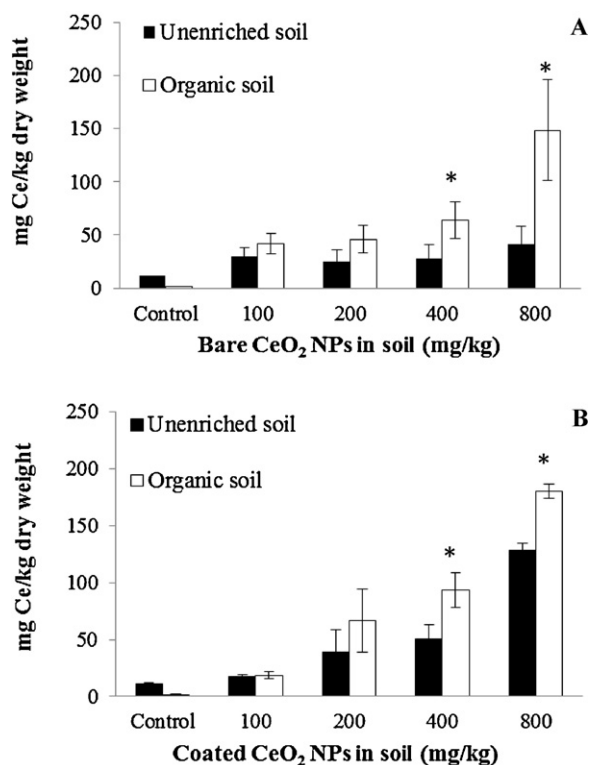 A
Unenriched soil
Organic soil
mg Ce/kg dry weight
250
200
150
100
50
0
*
*
Control 100 200 400 800
Bare CeO₂ NPs in soil (mg/kg)
B
Unenriched soil
Organic soil
mg Ce/kg dry weight
250
200
150
100
50
0
*
*
Control 100 200 400 800
Coated CeO₂ NPs in soil (mg/kg)